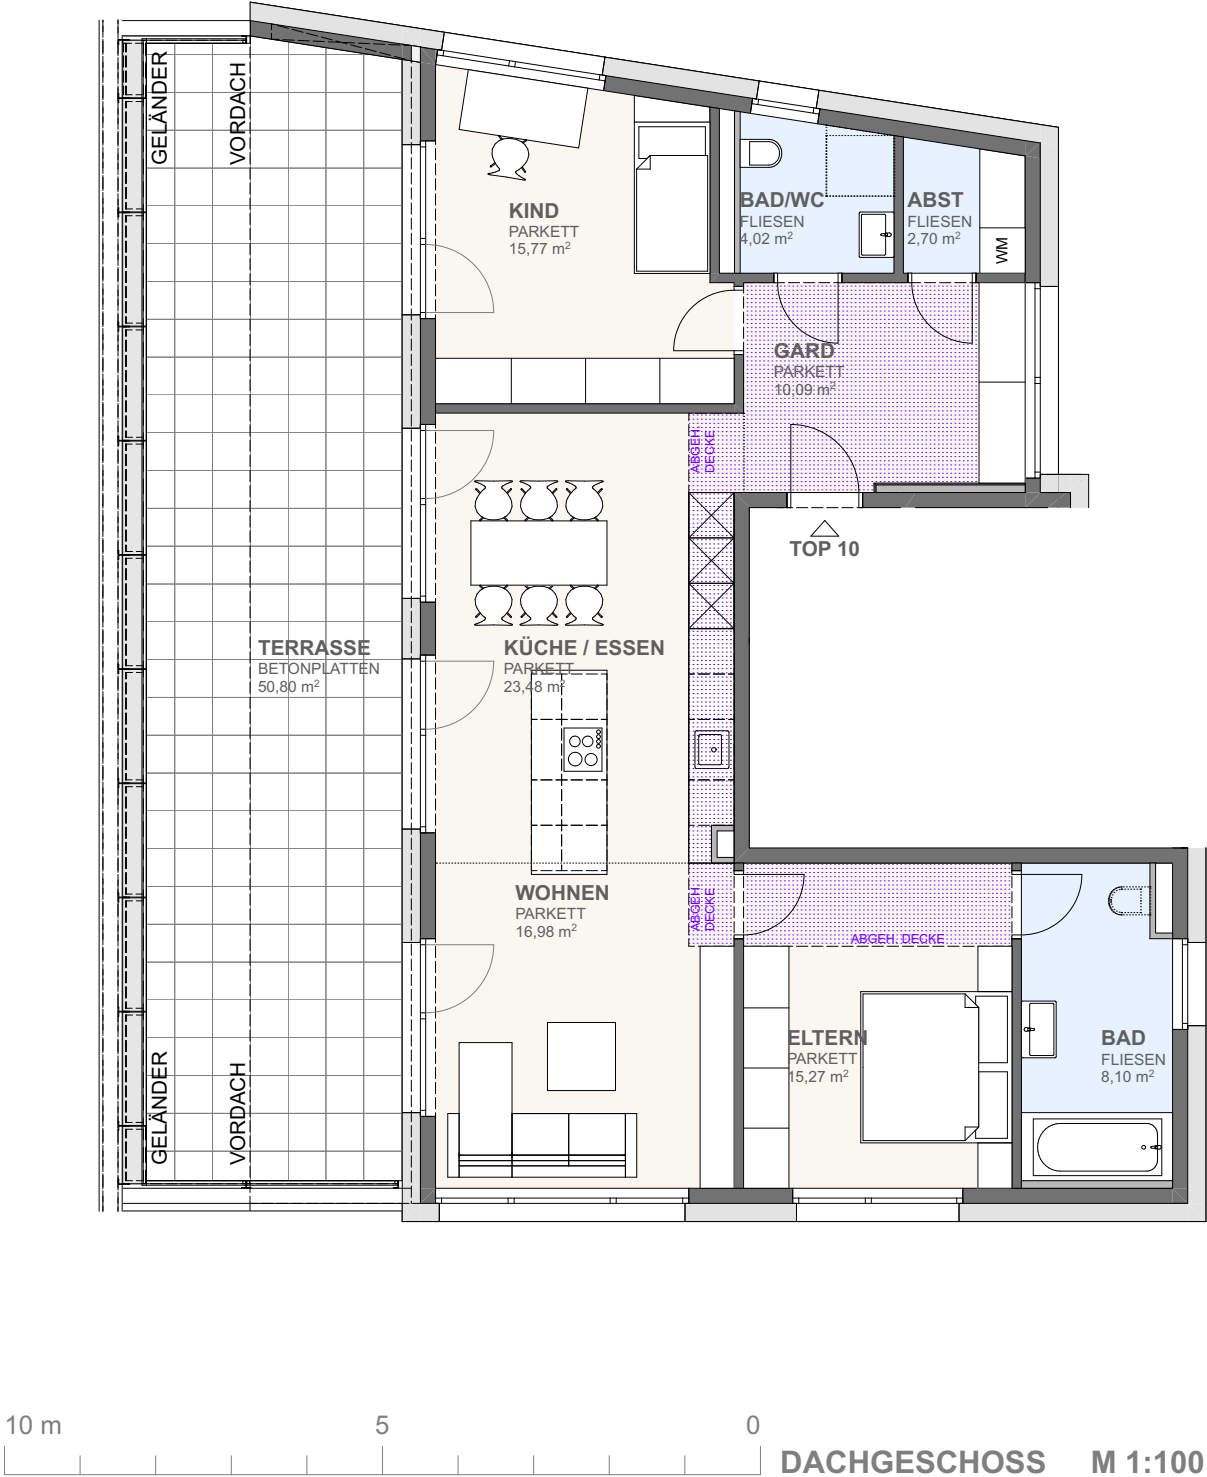 GELÄNDER
VORDACH
KIND
PARKETT
15,77 m²
BAD/WC
FLIESEN
4,02 m²
ABST
FLIESEN
2,70 m²
WM
GARD
PARKETT
10,09 m²
ABGEH.
DECKE
TOP 10
TERRASSE
BETONPLATTEN
50,80 m²
KÜCHE / ESSEN
PARKETT
23,48 m²
WOHNEN
PARKETT
16,98 m²
ABGEH.
DECKE
ABGEH. DECKE
ELTERN
PARKETT
15,27 m²
BAD
FLIESEN
8,10 m²
GELÄNDER
VORDACH
10 m
5
0
DACHGESCHOSS M 1:100